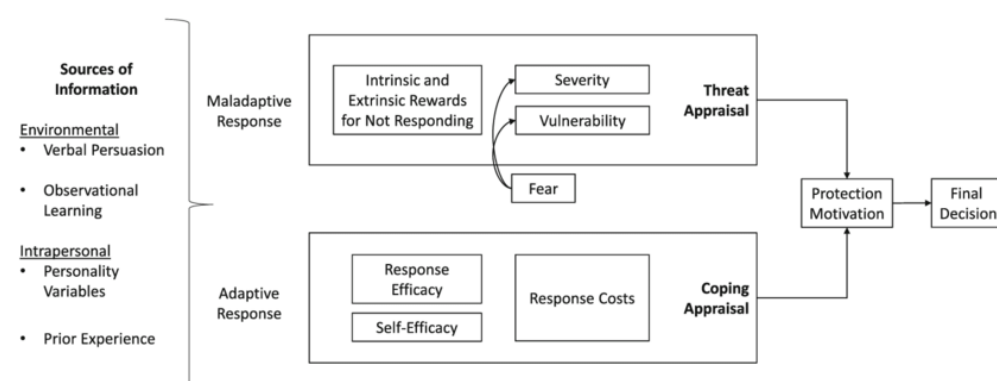 Sources of
Information
Environmental
• Verbal Persuasion
• Observational
Learning
Intrapersonal
• Personality
Variables
• Prior Experience
Maladaptive
Response
Intrinsic and
Extrinsic Rewards
for Not Responding
Severity
Vulnerability
Threat
Appraisal
Fear
Adaptive
Response
Response
Efficacy
Self-Efficacy
Response Costs
Coping
Appraisal
Protection
Motivation
Final
Decision